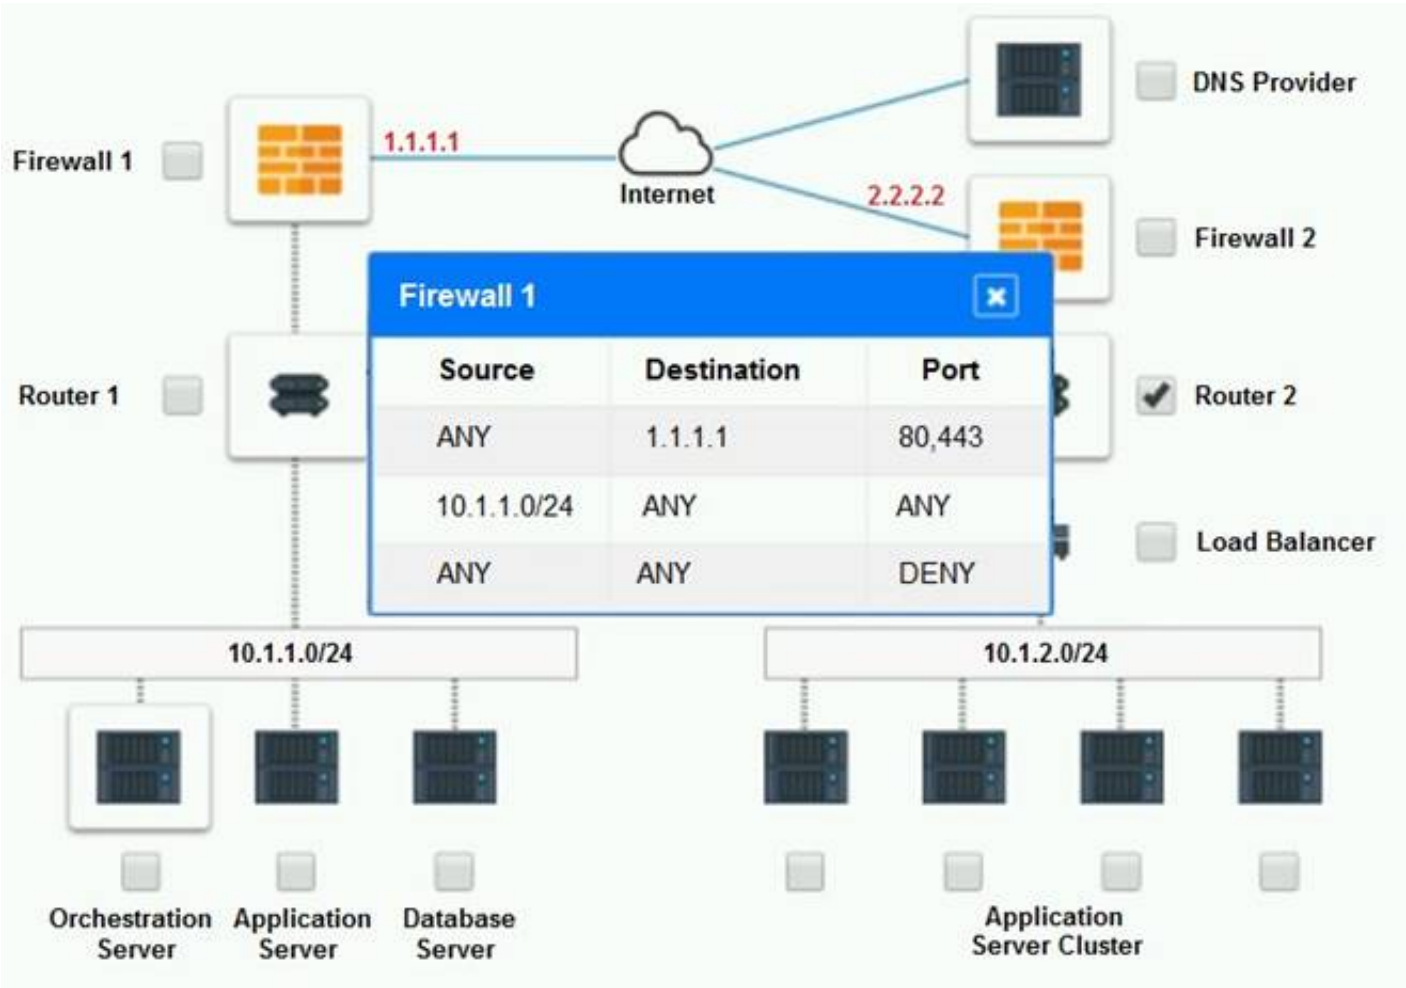 DNS Provider
1.1.1.1
Firewall 1
Internet
2.2.2.2
Firewall 2
Firewall 1
Source Destination Port
Router 1
Router 2
ANY 1.1.1.1 80,443
10.1.1.0/24 ANY ANY
Load Balancer
ANY ANY DENY
10.1.1.0/24
10.1.2.0/24
Orchestration
Server
Application
Server
Database
Server
Application
Server Cluster